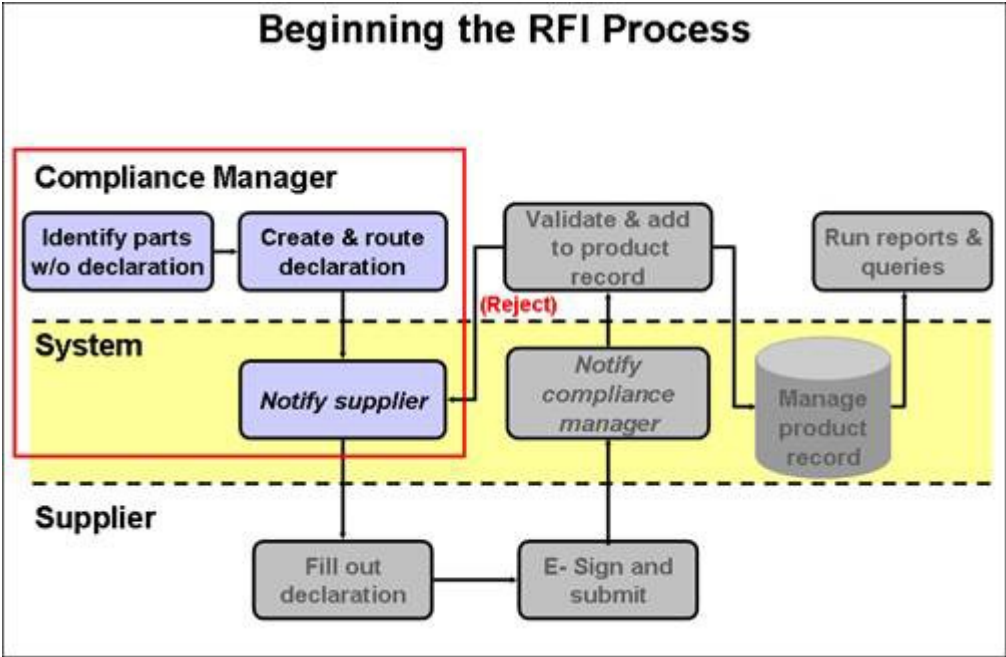 Beginning the RFI Process
Compliance Manager
Identify parts
w/o declaration
Create & route
declaration
Validate & add
to product
record
Run reports &
queries
(Reject)
System
Notify supplier
Notify
compliance
manager
Manage
product
record
Supplier
Fill out
declaration
E- Sign and
submit